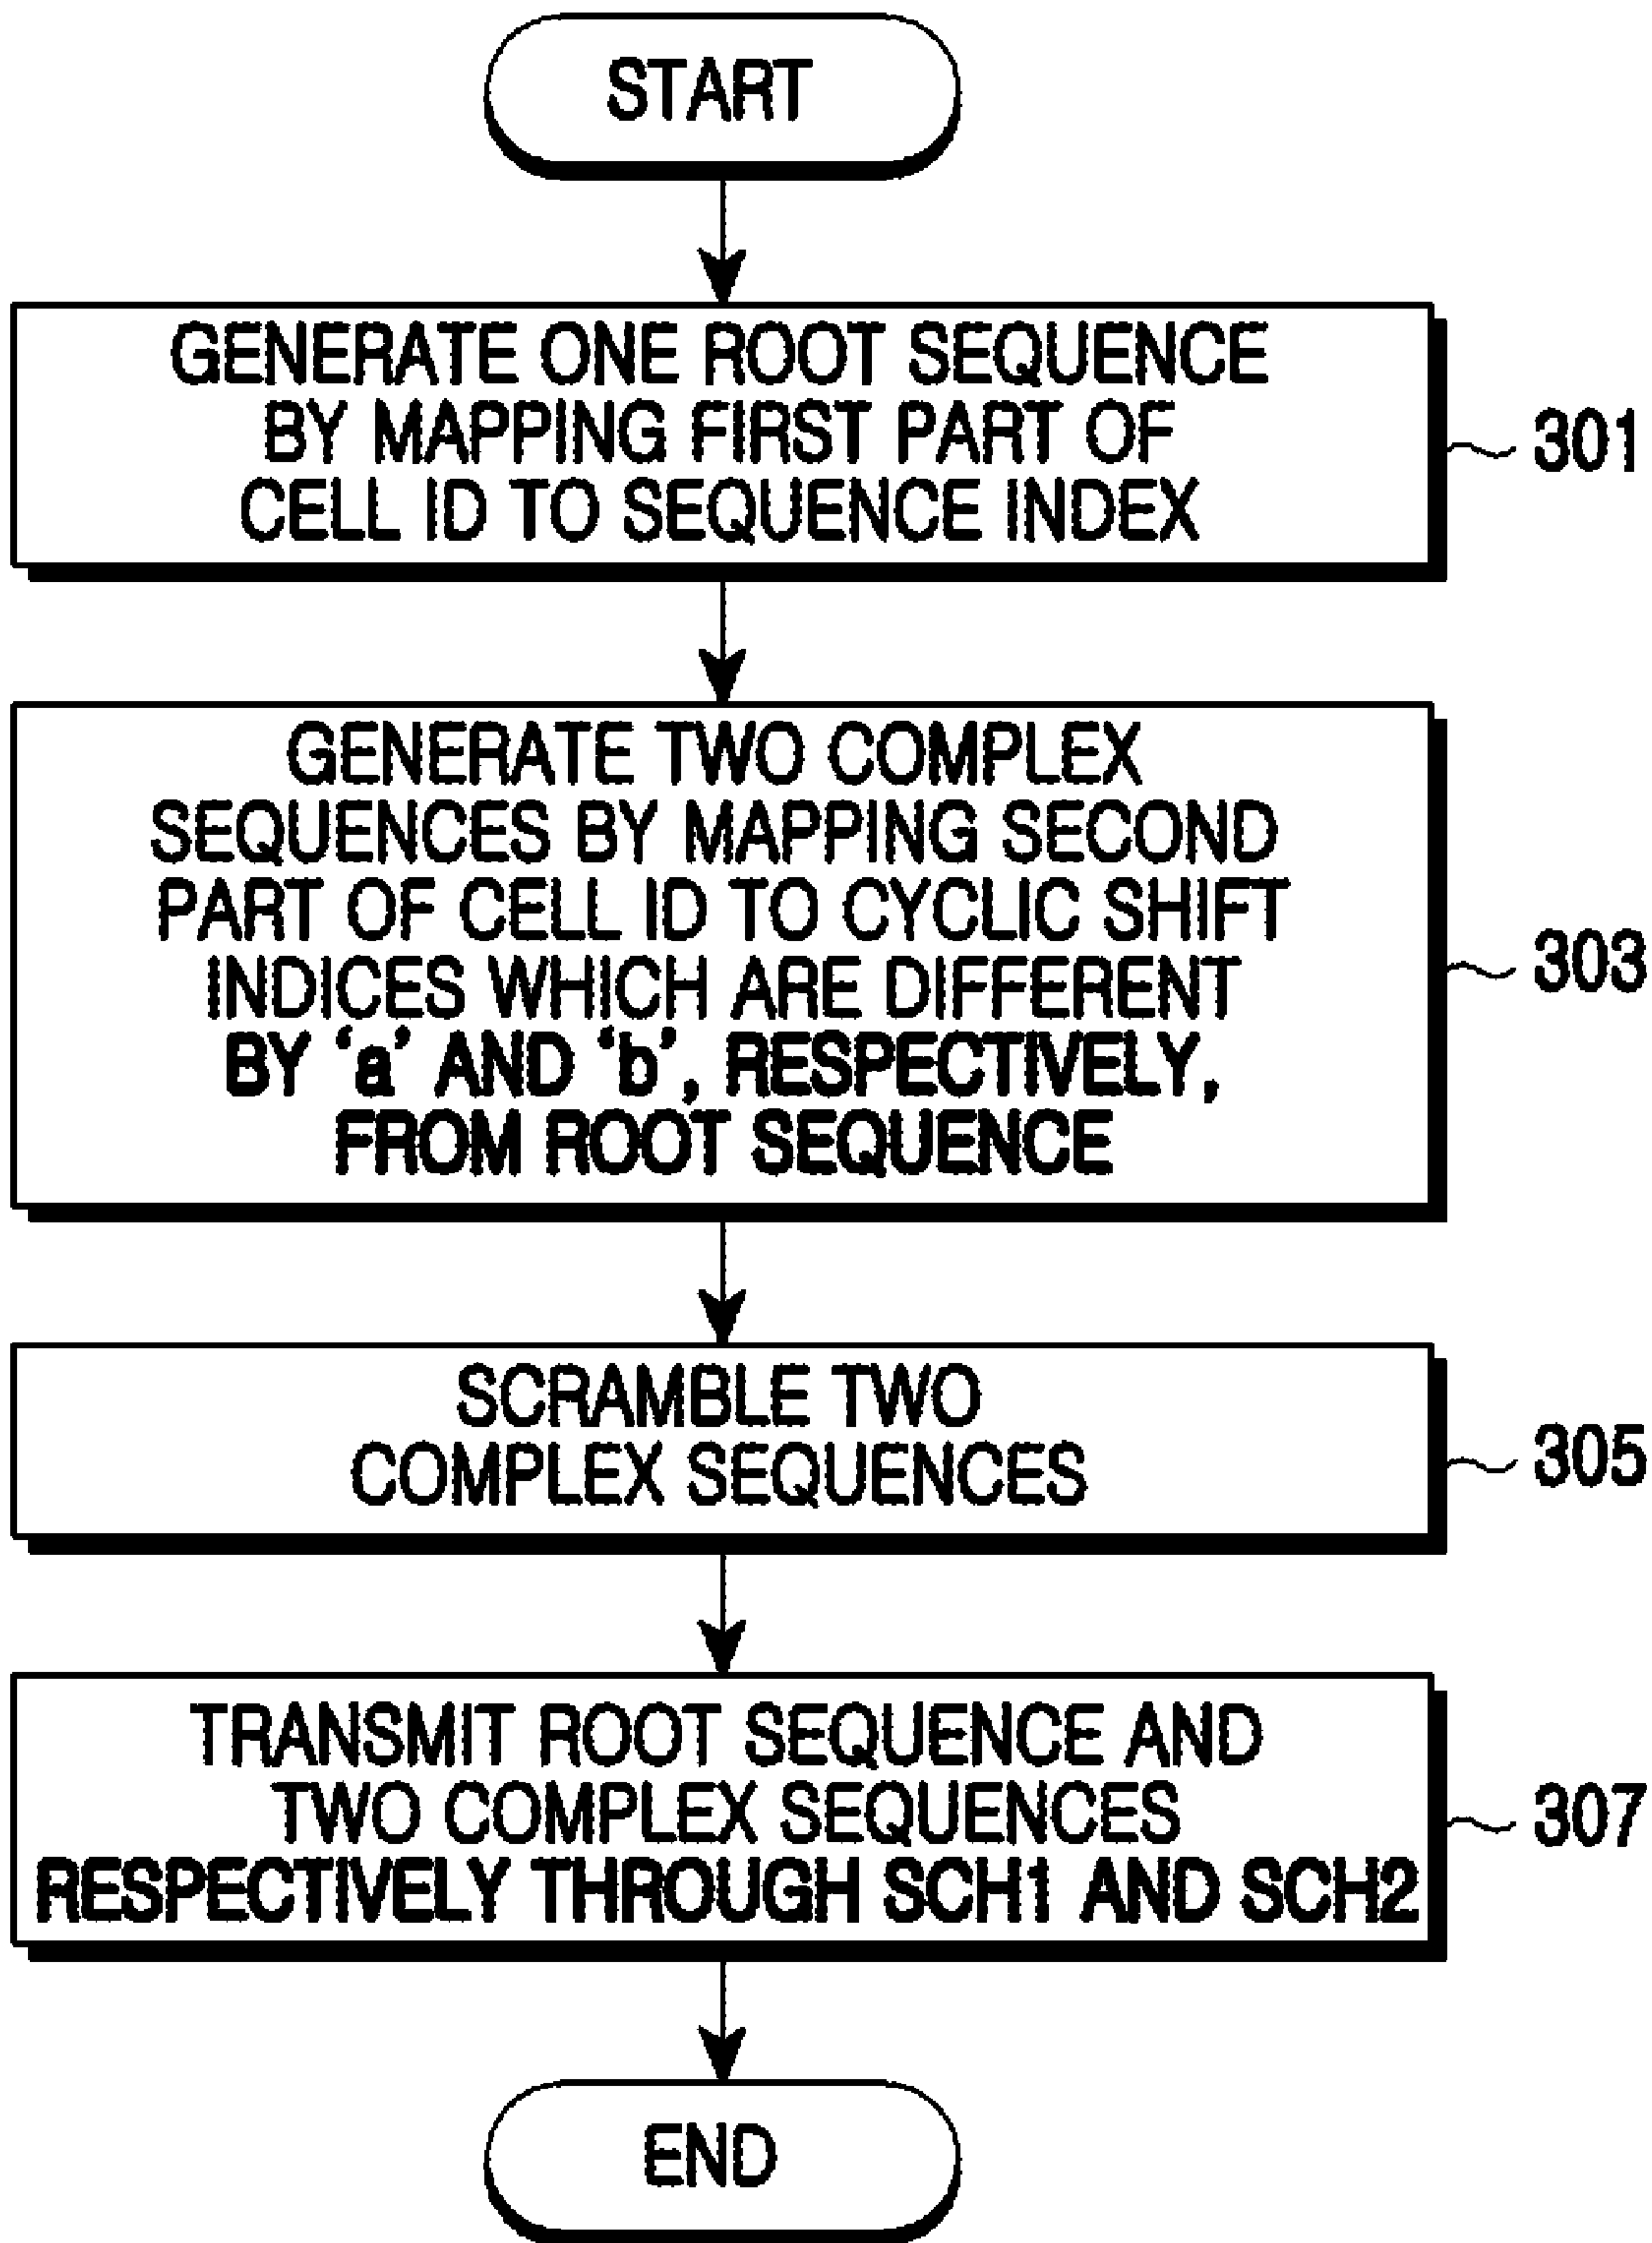 START
GENERATE ONE ROOT SEQUENCE
BY MAPPING FIRST PART OF
CELL ID TO SEQUENCE INDEX
301
GENERATE TWO COMPLEX
SEQUENCES BY MAPPING SECOND
PART OF CELL ID TO CYCLIC SHIFT
INDICES WHICH ARE DIFFERENT
BY ‘a’ AND ‘b’, RESPECTIVELY,
FROM ROOT SEQUENCE
303
SCRAMBLE TWO
COMPLEX SEQUENCES
305
TRANSMIT ROOT SEQUENCE AND
TWO COMPLEX SEQUENCES
RESPECTIVELY THROUGH SCH1 AND SCH2
307
END